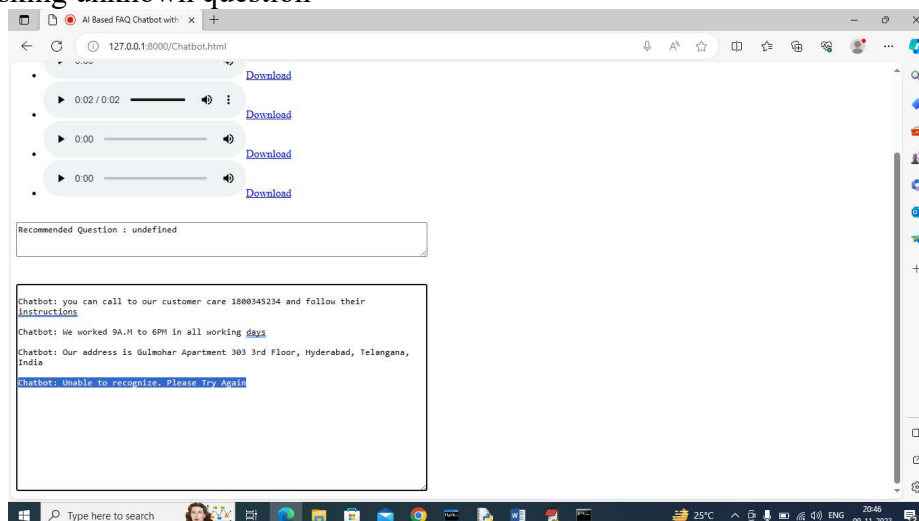 asking unknown question
AI Based FAQ Chatbot with
127.0.0.1:8000/Chatbot.html
Download
0:02 / 0:02
Download
0:00
Download
0:00
Download
Recommended Question : undefined
Chatbot: you can call to our customer care 1800345234 and follow their
instructions
Chatbot: We worked 9A.M to 6PM in all working days
Chatbot: Our address is Gulmohar Apartment 303 3rd Floor, Hyderabad, Telangana,
India
Chatbot: Unable to recognize. Please Try Again
Type here to search
25°C
ENG
20:46